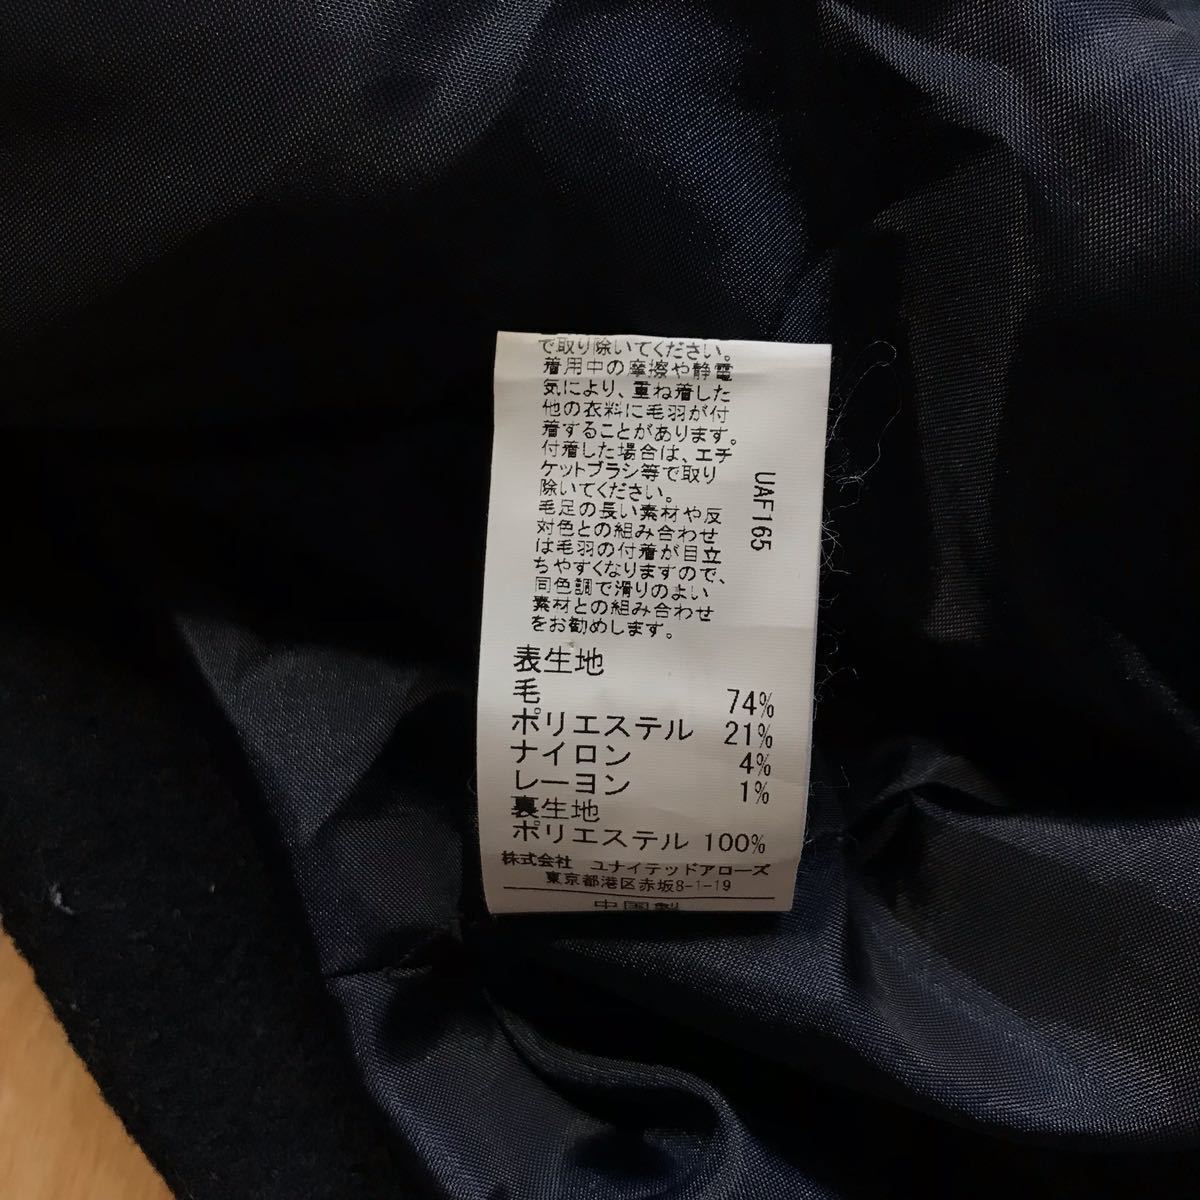 で取り除いてください。
着用中の摩擦や静電
気により、重ね着した
他の衣料に毛羽が付
着することがあります。
付着した場合は、エチ
ケットブラシ等で取り
除いてください。
毛足の長い素材や反
対色との組み合わせ
は毛羽の付着が目立
ちやすくなりますので、
同色調で滑りのよい
素材との組み合わせ
をお勧めします。
UAF165
表生地
毛 74%
ポリエステル 21%
ナイロン 4%
レーヨン 1%
裏生地
ポリエステル 100%
株式会社 ユナイテッドアローズ
東京都港区赤坂8-1-19
中国製